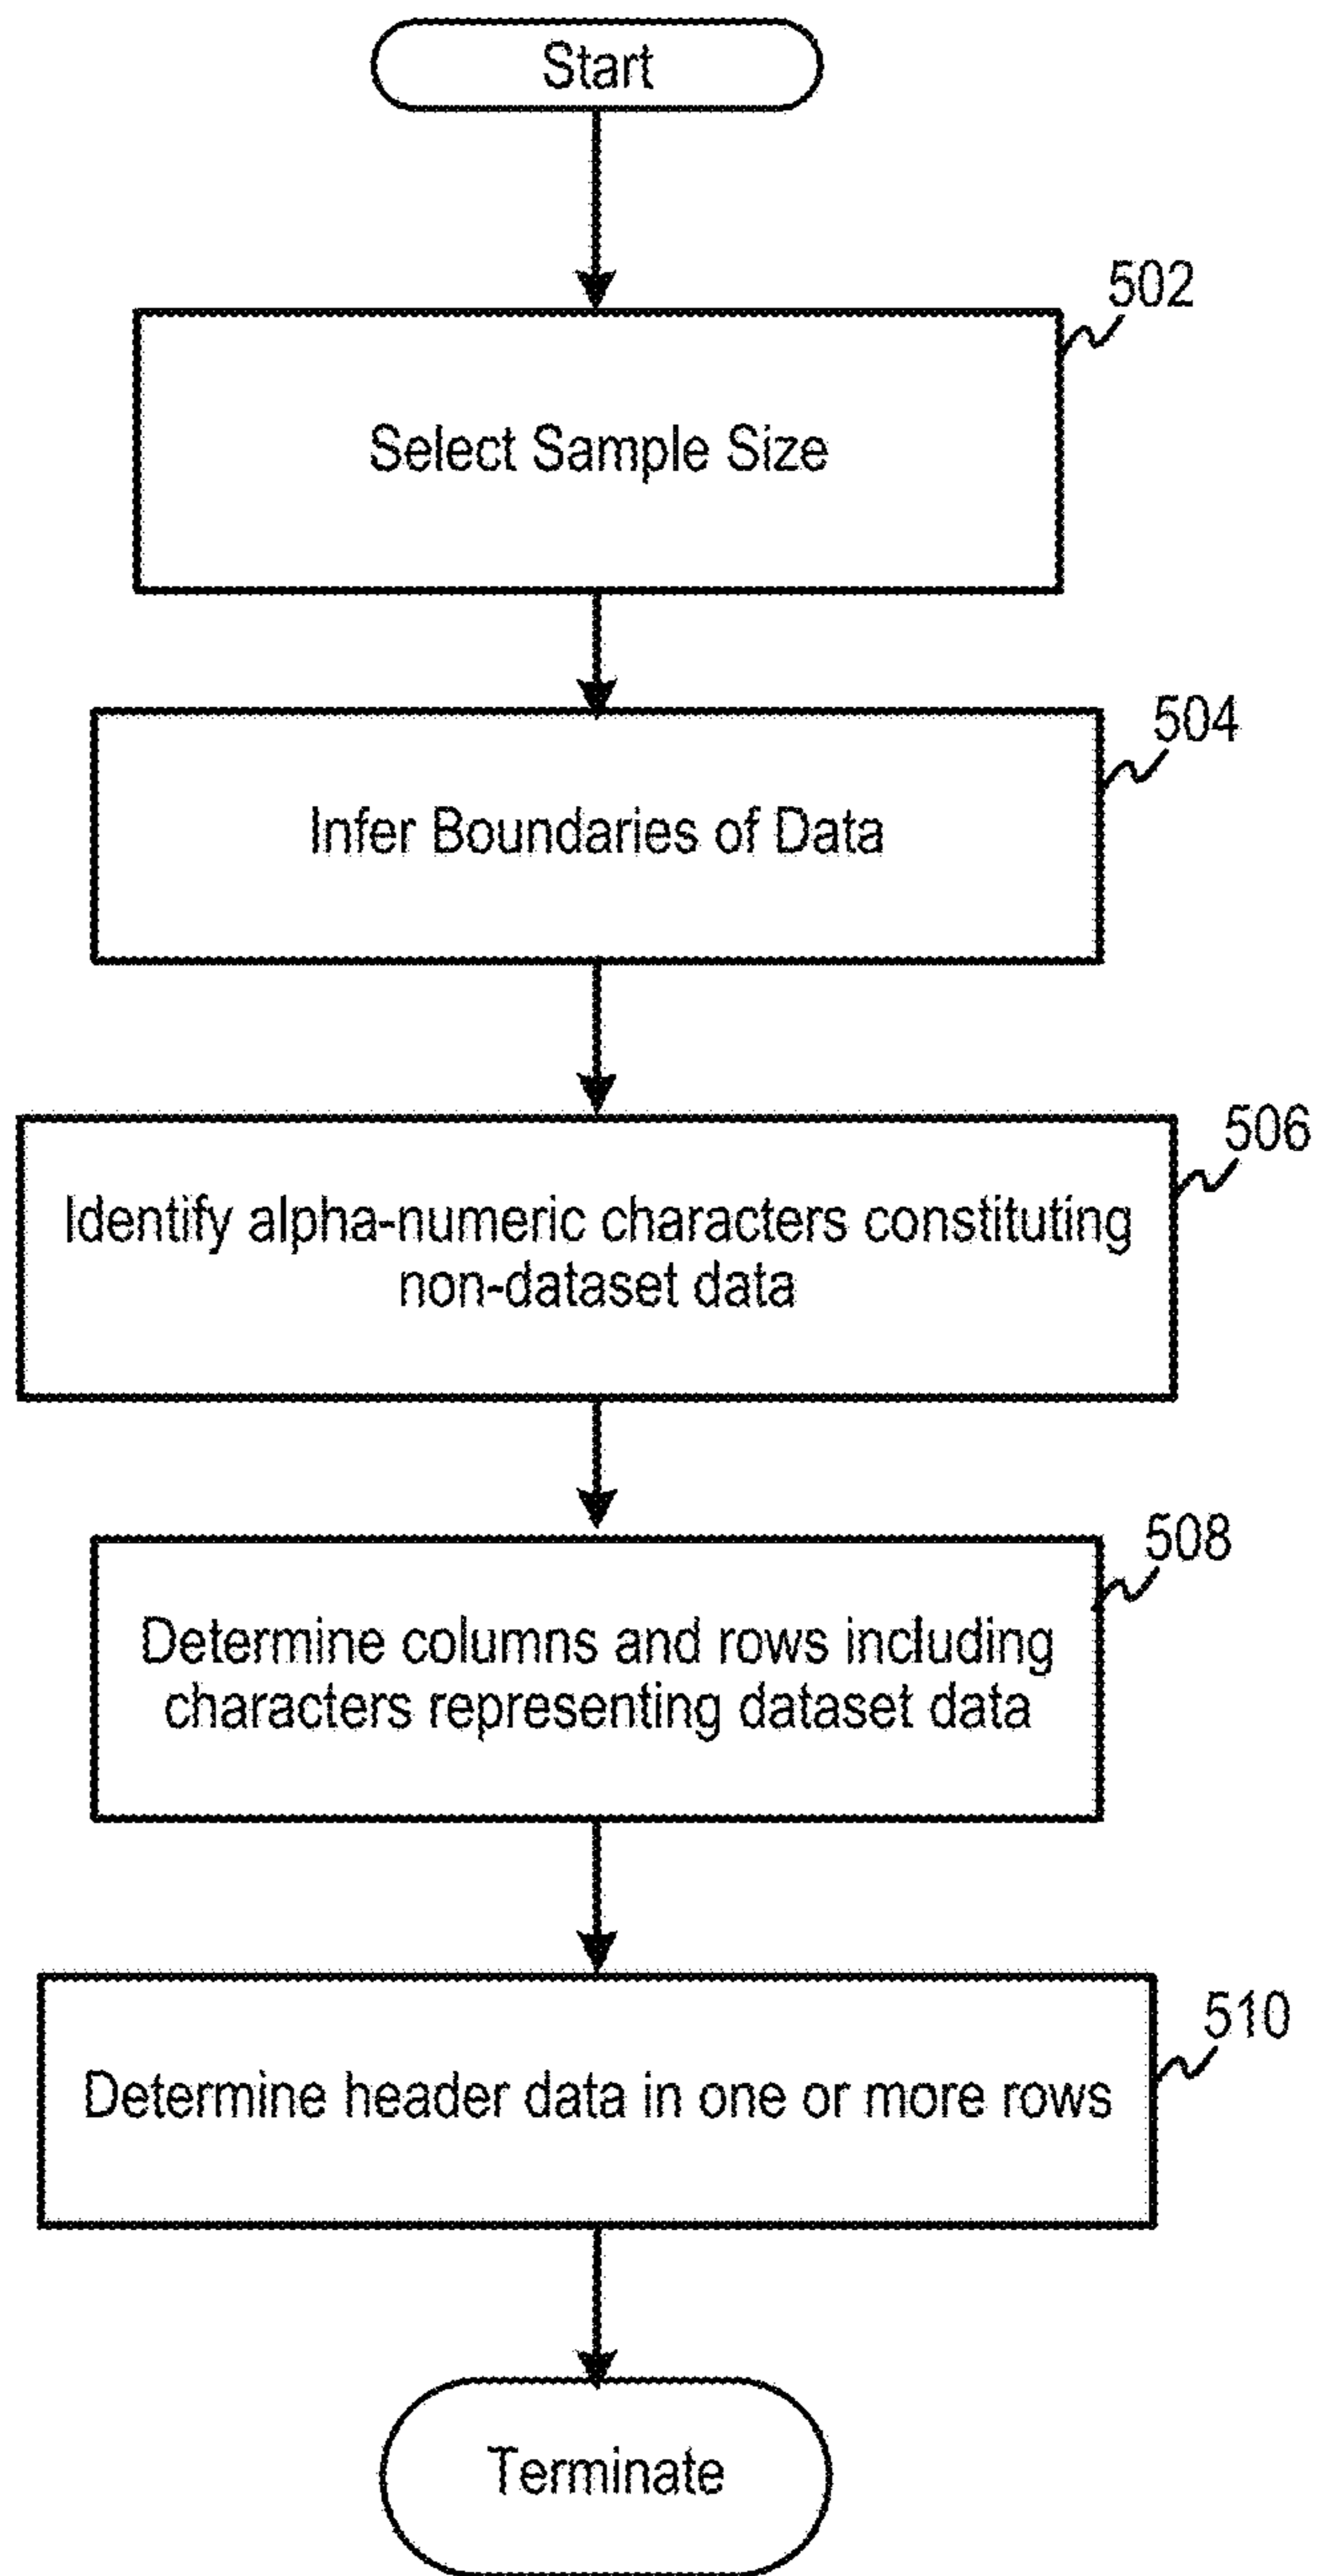 Start
502
Select Sample Size
504
Infer Boundaries of Data
506
Identify alpha-numeric characters constituting
non-dataset data
508
Determine columns and rows including
characters representing dataset data
510
Determine header data in one or more rows
Terminate